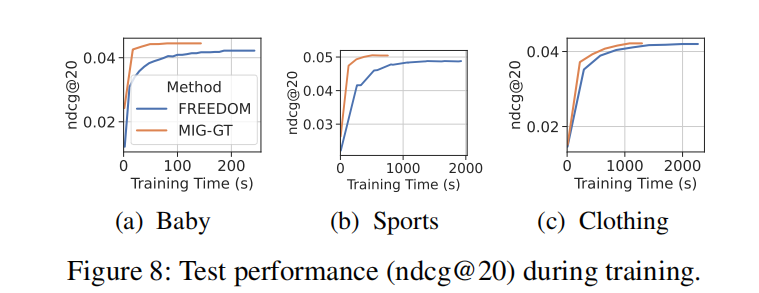 ndcg@20
0.04
0.02
0
100
200
Training Time (s)
Method
FREEDOM
MIG-GT
(a) Baby
ndcg@20
0.05
0.04
0.03
0
1000
2000
Training Time (s)
(b) Sports
ndcg@20
0.04
0.02
0
1000
2000
Training Time (s)
(c) Clothing
Figure 8: Test performance (ndcg@20) during training.